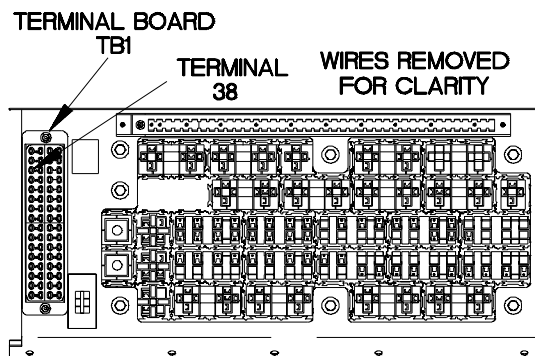 TERMINAL BOARD
TB1
TERMINAL
38
WIRES REMOVED
FOR CLARITY